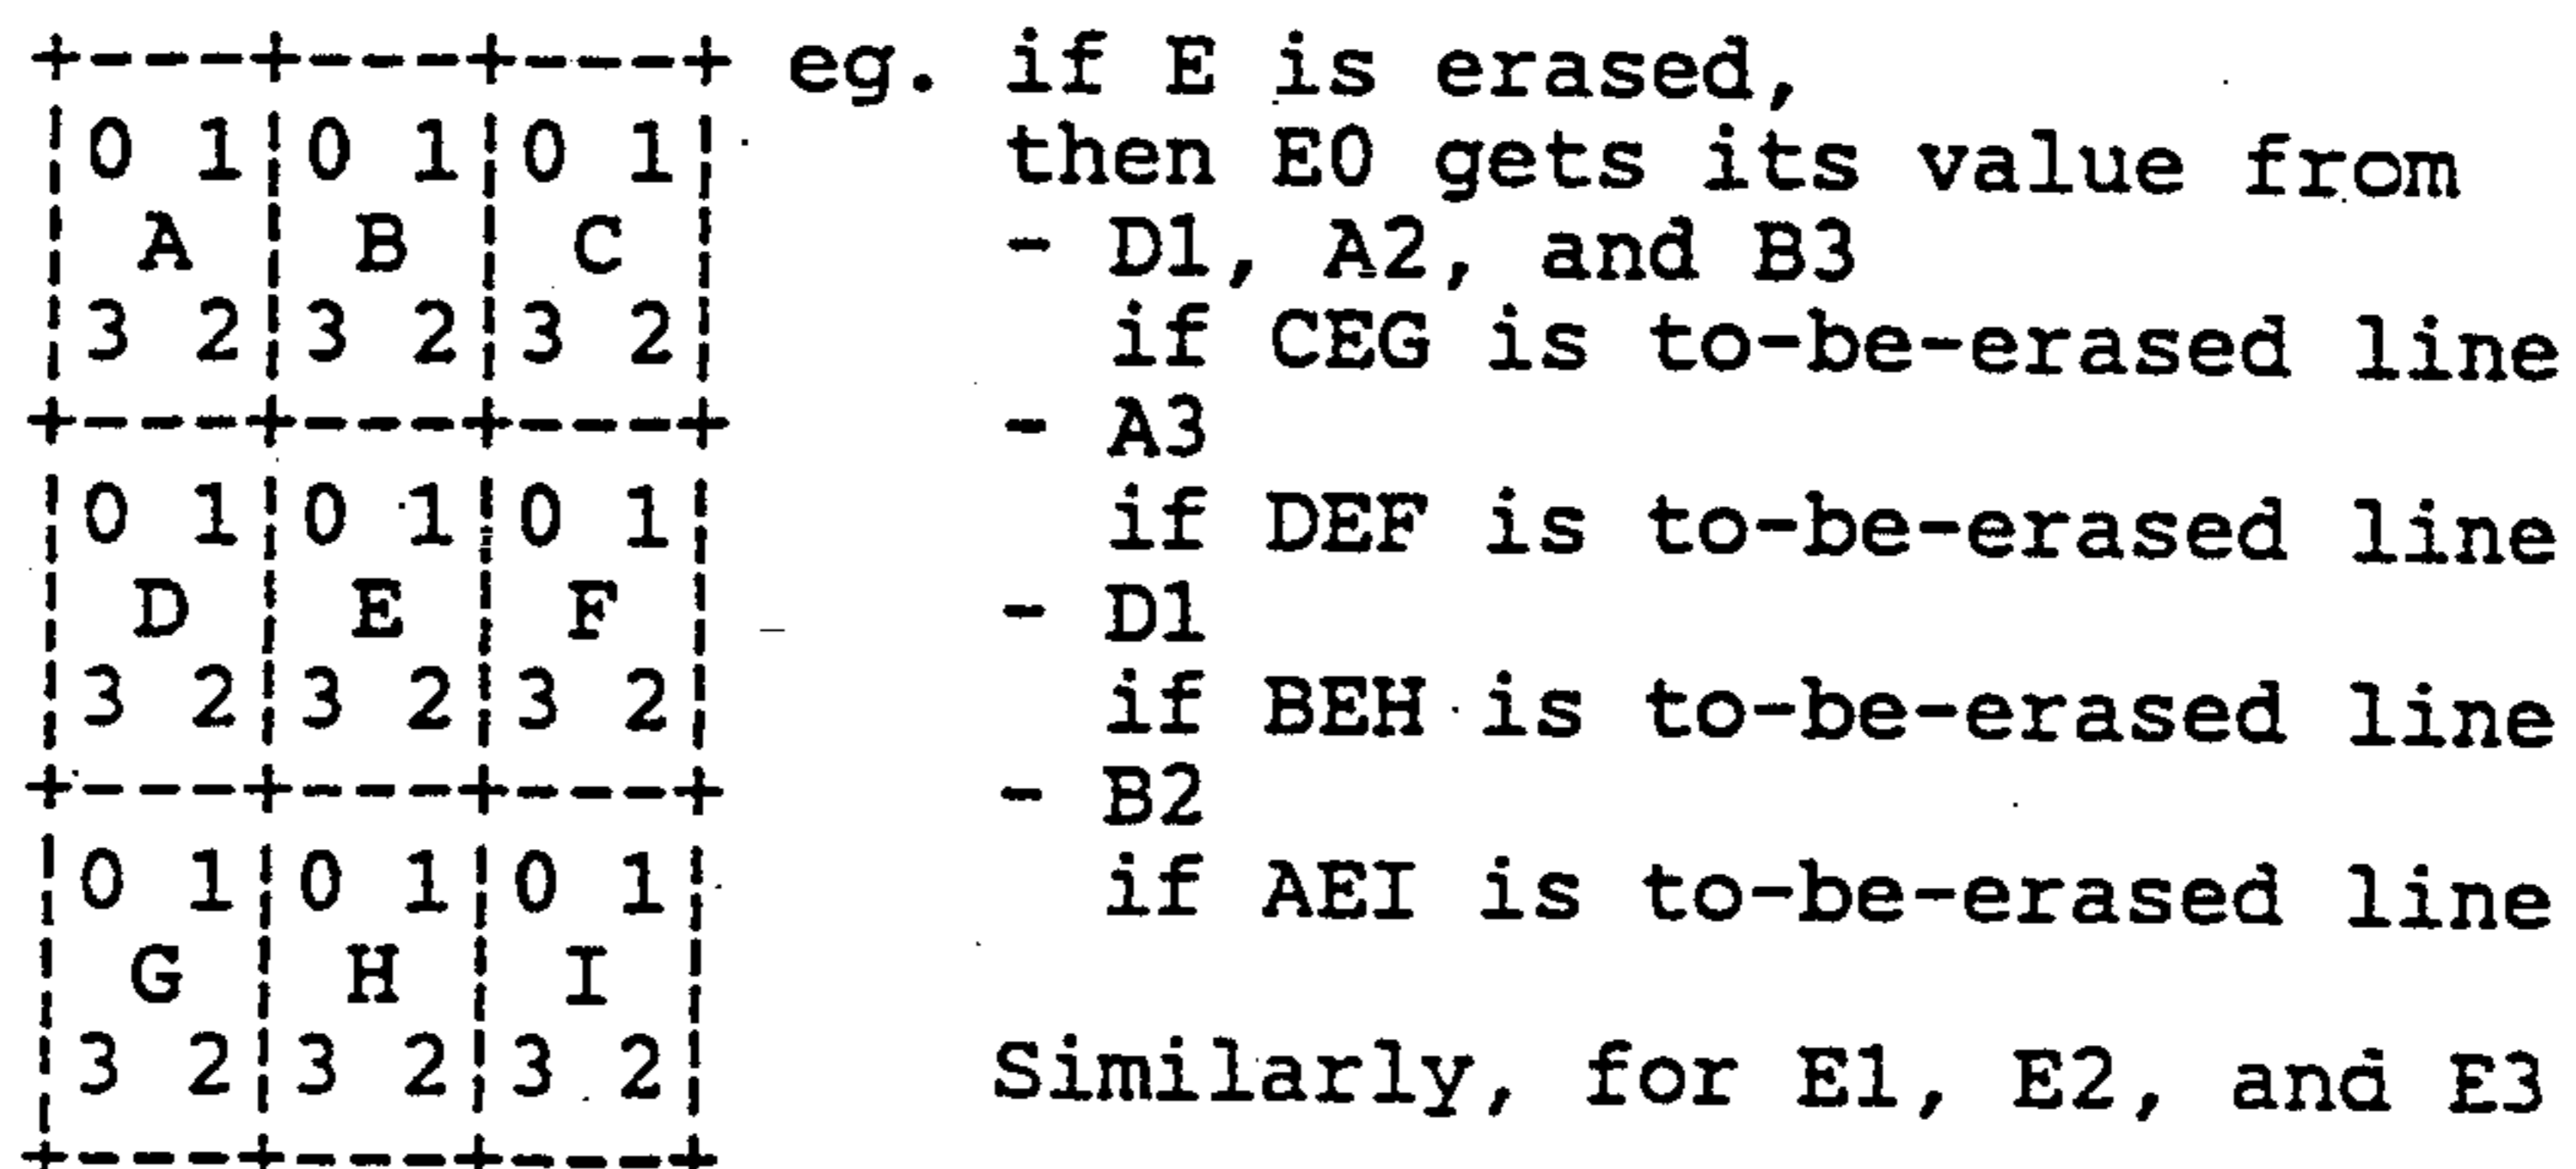 +---+---+---+ eg. if E is erased,
|0 1|0 1|0 1| then E0 gets its value from
| A | B | C | - D1, A2, and B3
|3 2|3 2|3 2| if CEG is to-be-erased line
+---+---+---+ - A3
|0 1|0 1|0 1| if DEF is to-be-erased line
| D | E | F | - D1
|3 2|3 2|3 2| if BEH is to-be-erased line
+---+---+---+ - B2
|0 1|0 1|0 1| if AEI is to-be-erased line
| G | H | I |
|3 2|3 2|3 2| Similarly, for E1, E2, and E3
+---+---+---+